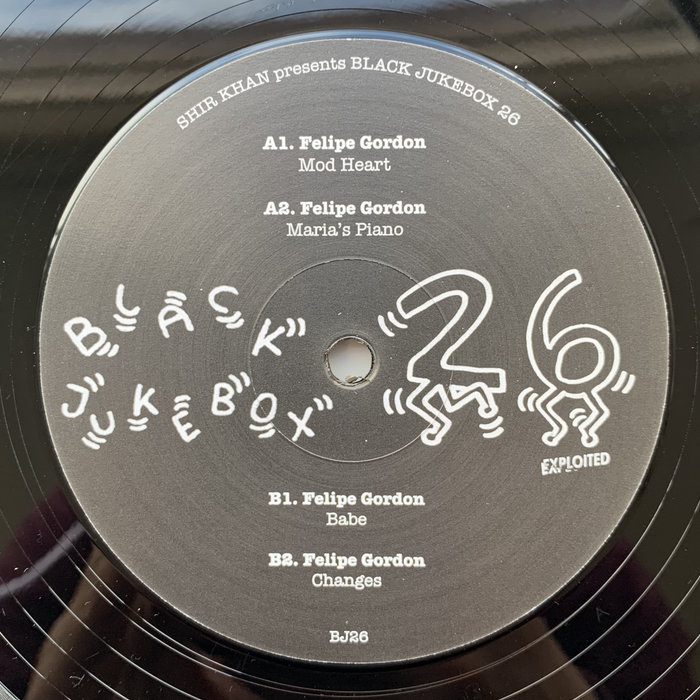 SHIR KHAN presents BLACK JUKEBOX 26
A1. Felipe Gordon
Mod Heart
A2. Felipe Gordon
Maria's Piano
BLACK
JUKEBOX
26
EXPLOITED
B1. Felipe Gordon
Babe
B2. Felipe Gordon
Changes
BJ26